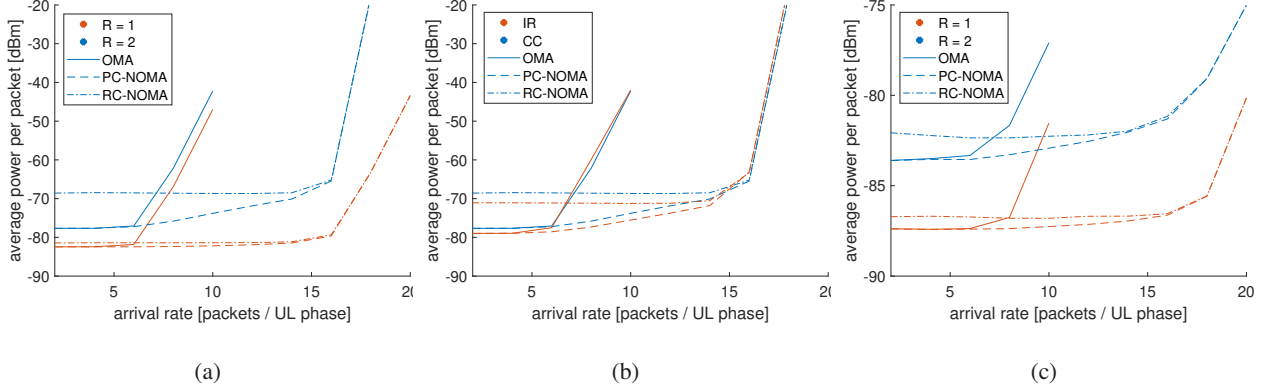 -20
-30
-40
-50
-60
-70
-80
-90
average power per packet [dBm]
R = 1
R = 2
OMA
PC-NOMA
RC-NOMA
5
10
15
20
arrival rate [packets / UL phase]
(a)
-20
-30
-40
-50
-60
-70
-80
-90
average power per packet [dBm]
IR
CC
OMA
PC-NOMA
RC-NOMA
5
10
15
20
arrival rate [packets / UL phase]
(b)
-75
-80
-85
-90
average power per packet [dBm]
R = 1
R = 2
OMA
PC-NOMA
RC-NOMA
5
10
15
20
arrival rate [packets / UL phase]
(c)